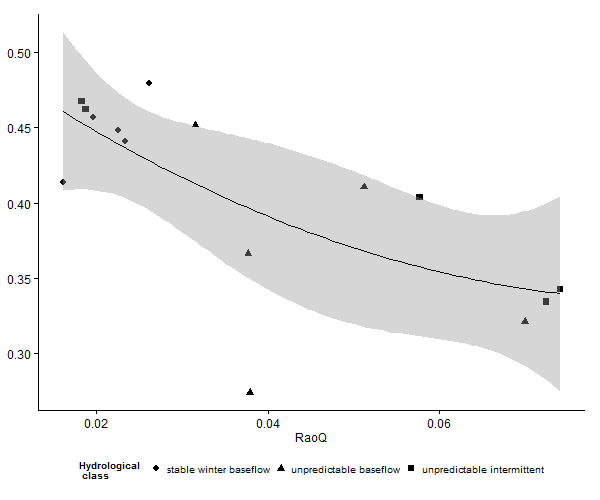 0.50
0.45
0.40
0.35
0.30
0.02 0.04 0.06
RaoQ
Hydrological
class
stable winter baseflow unpredictable baseflow unpredictable intermittent